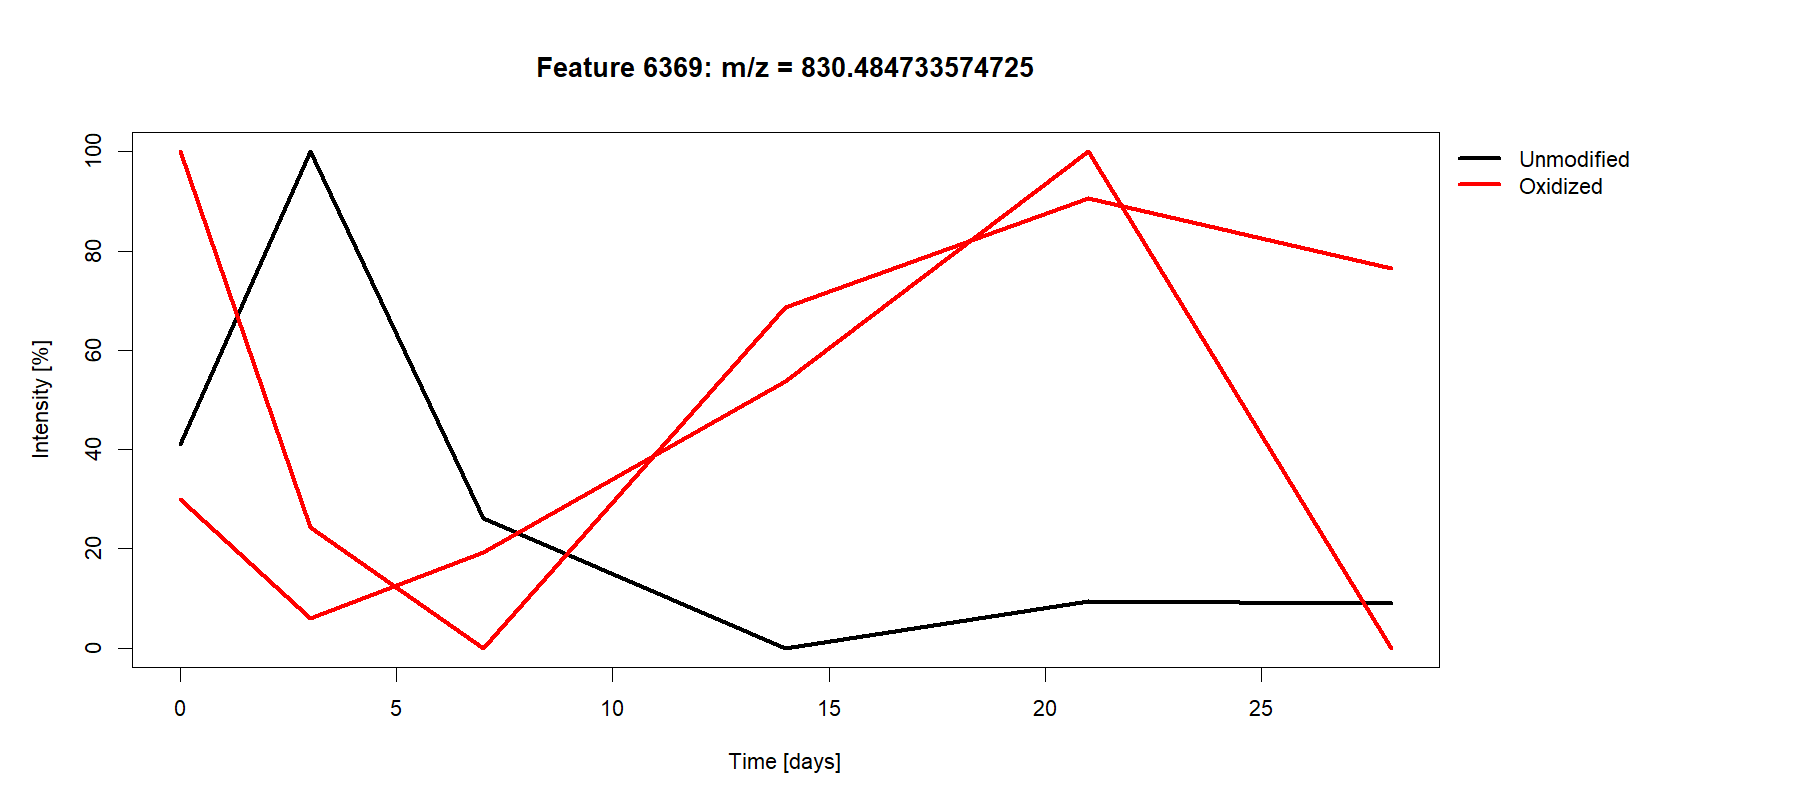 Feature 6369: m/z = 830.484733574725
Unmodified
Oxidized
Intensity [%]
100
80
60
40
20
0
0 5 10 15 20 25
Time [days]